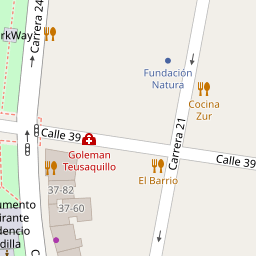 rkWay
Carrera 24
Fundación
Natura
Cocina
Zur
Carrera 21
Calle 39
Calle 39
Goleman
Teusaquillo
El Barrio
37-82
37-60
umento
irante
dencio
dilla
C